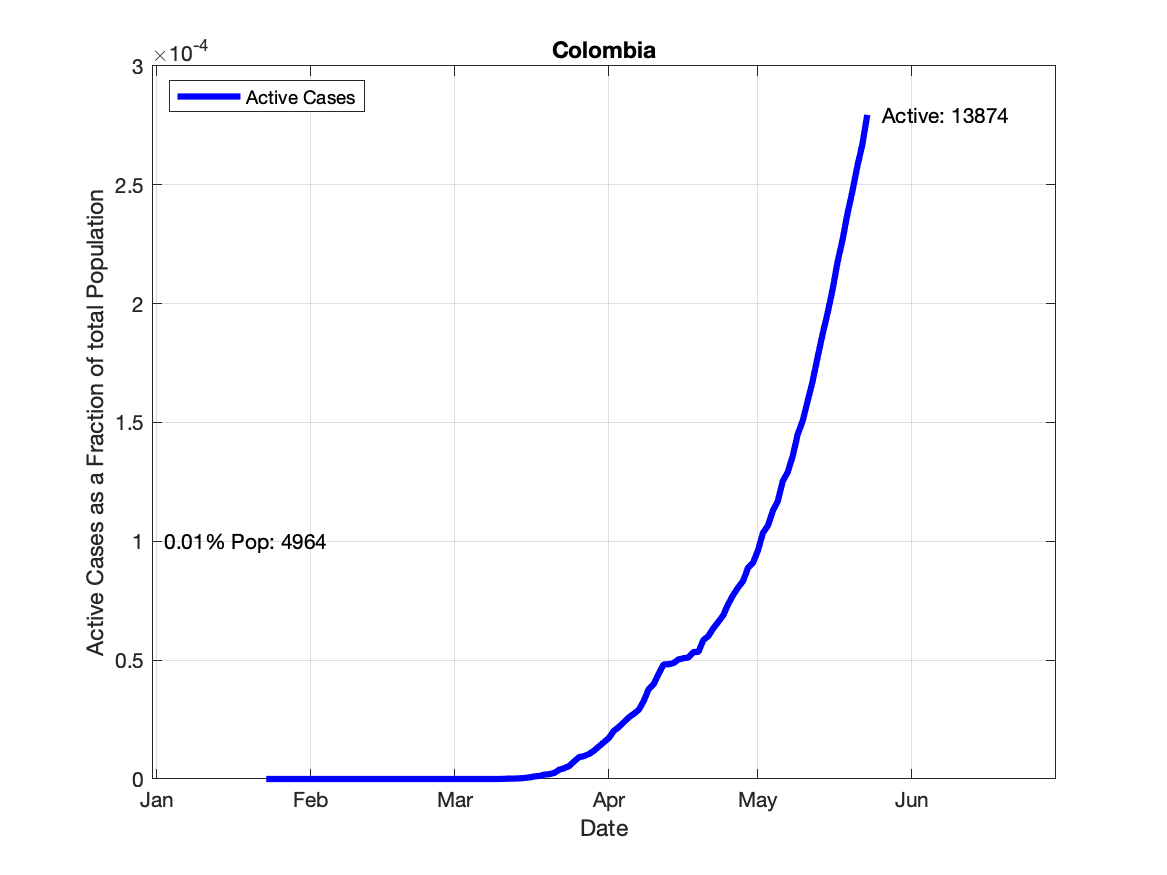 Colombia
×10-4
3
2.5
2
1.5
1
0.5
0
Active Cases
Active: 13874
0.01% Pop: 4964
Active Cases as a Fraction of total Population
Jan Feb Mar Apr May Jun
Date